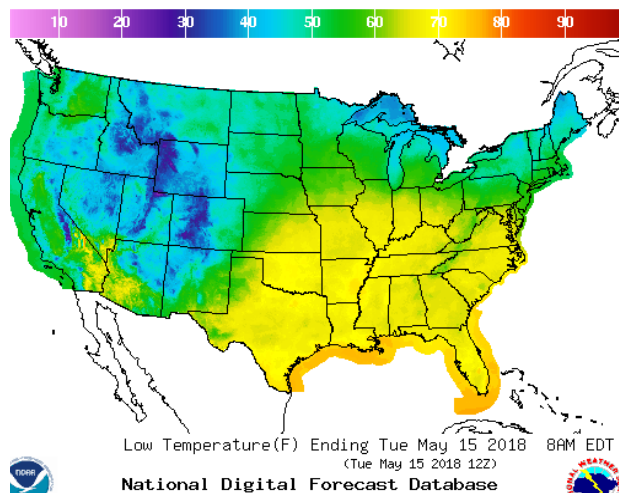 10 20 30 40 50 60 70 80 90
Low Temperature(F) Ending Tue May 15 2018 8AM EDT
(Tue May 15 2018 12Z)
National Digital Forecast Database
NOAA